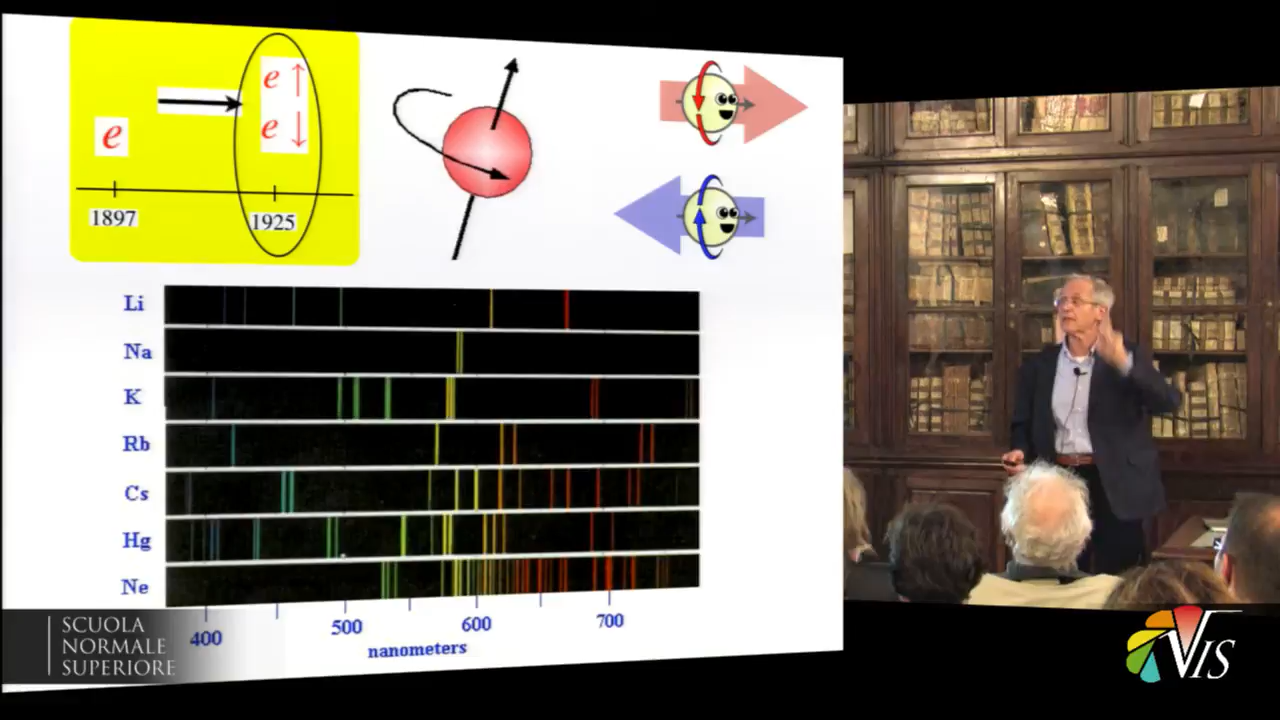 e
e ↑
e ↓
1897
1925
Li
Na
K
Rb
Cs
Hg
Ne
400
500
600
700
nanometers
SCUOLA
NORMALE
SUPERIORE
VIS